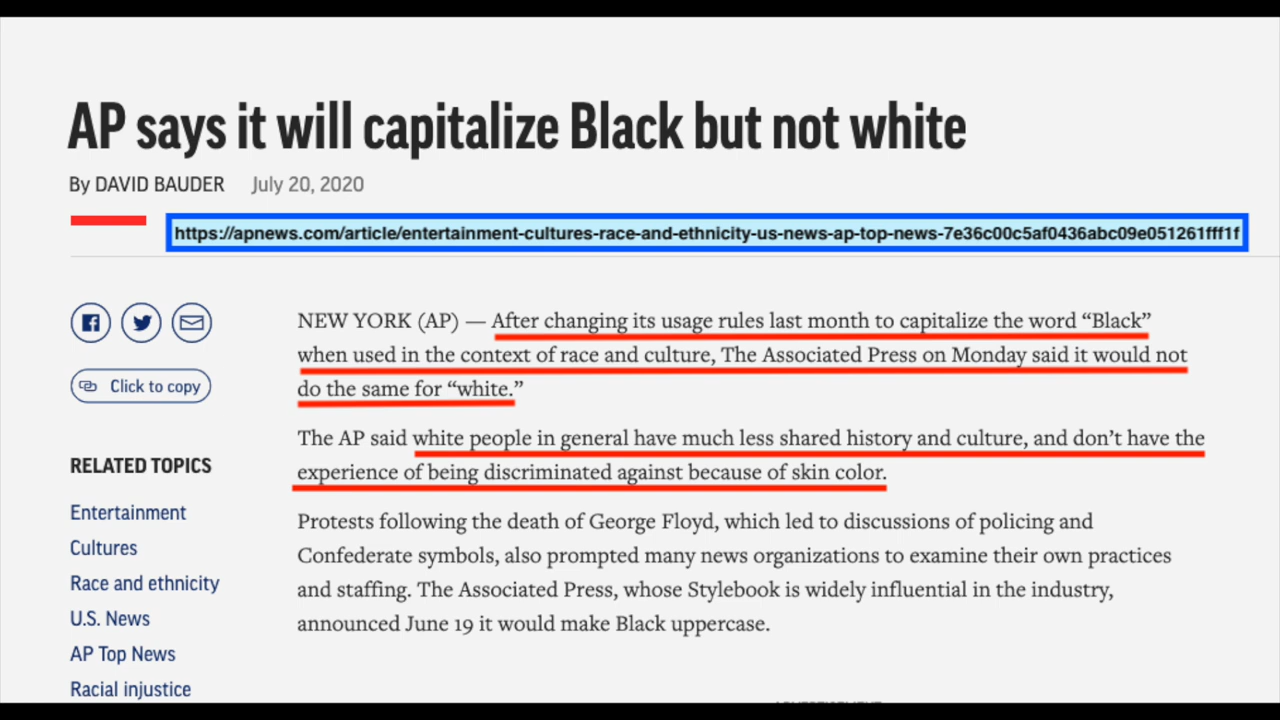 AP says it will capitalize Black but not white
By DAVID BAUDER July 20, 2020
https://apnews.com/article/entertainment-cultures-race-and-ethnicity-us-news-ap-top-news-7e36c00c5af0436abc09e051261fff1f
Click to copy
RELATED TOPICS
Entertainment
Cultures
Race and ethnicity
U.S. News
AP Top News
Racial injustice
NEW YORK (AP) — After changing its usage rules last month to capitalize the word “Black”
when used in the context of race and culture, The Associated Press on Monday said it would not
do the same for “white.”
The AP said white people in general have much less shared history and culture, and don’t have the
experience of being discriminated against because of skin color.
Protests following the death of George Floyd, which led to discussions of policing and
Confederate symbols, also prompted many news organizations to examine their own practices
and staffing. The Associated Press, whose Stylebook is widely influential in the industry,
announced June 19 it would make Black uppercase.